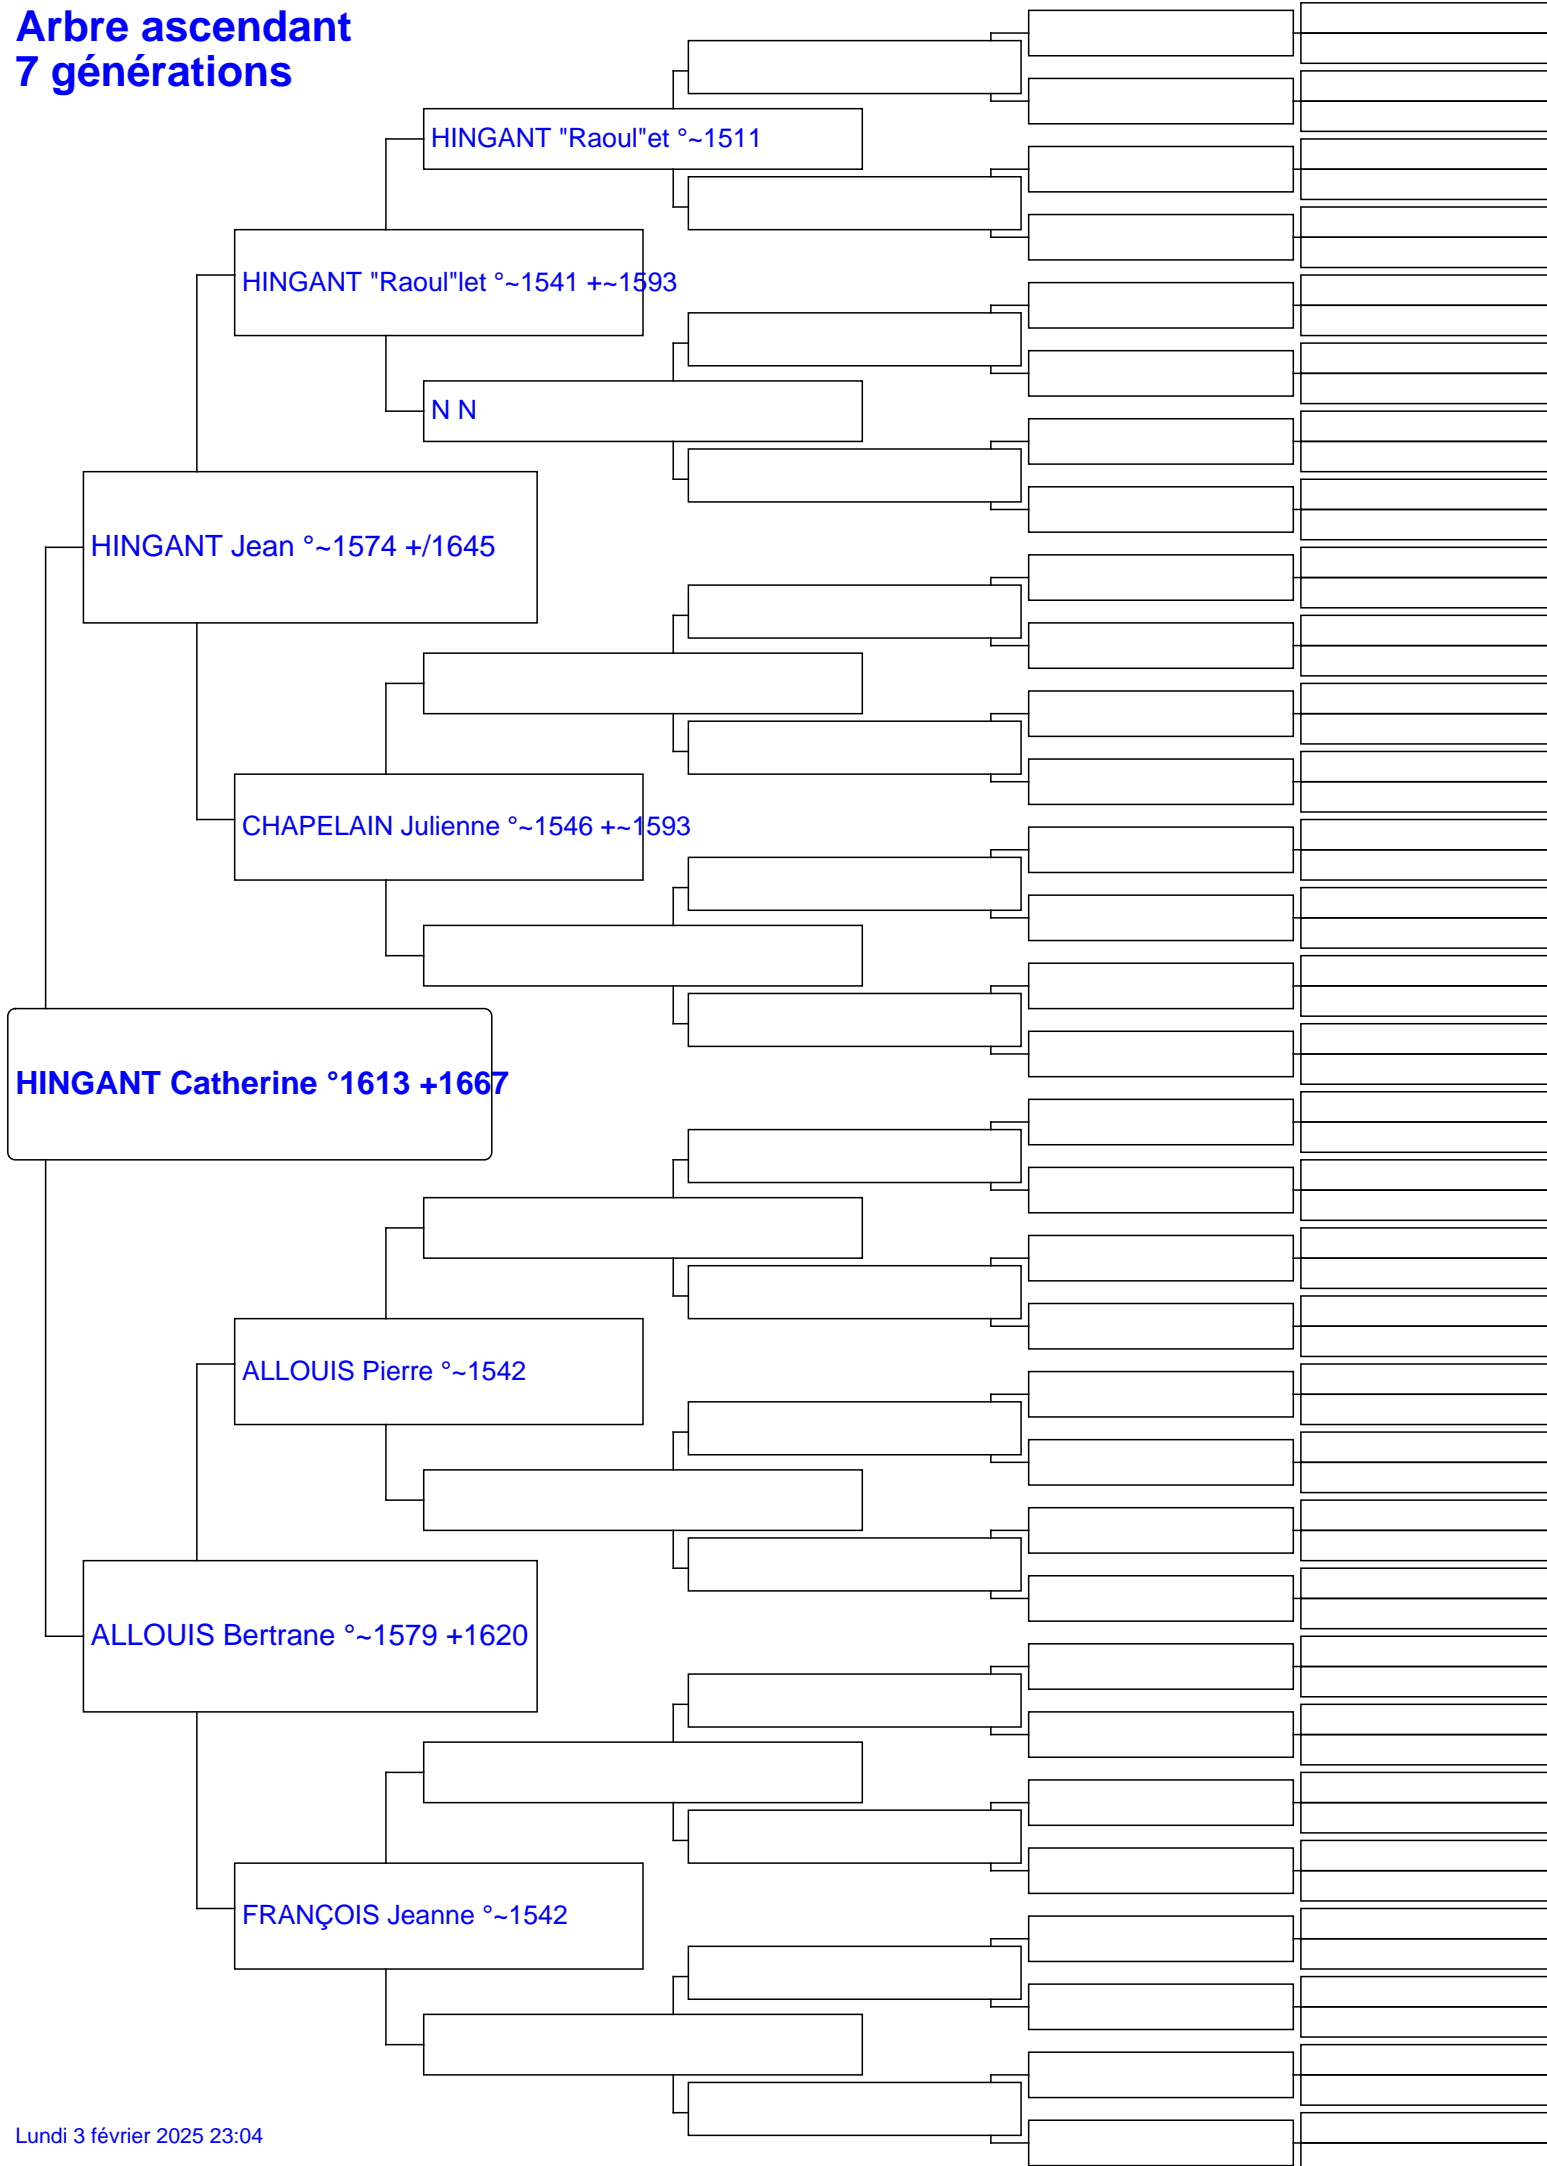 Arbre ascendant
7 générations
HINGANT "Raoul"et °~1511
HINGANT "Raoul"let °~1541 +~1593
N N
HINGANT Jean °~1574 +/1645
CHAPELAIN Julienne °~1546 +~1593
HINGANT Catherine °1613 +1667
ALLOUIS Pierre °~1542
ALLOUIS Bertrane °~1579 +1620
FRANÇOIS Jeanne °~1542
Lundi 3 février 2025 23:04